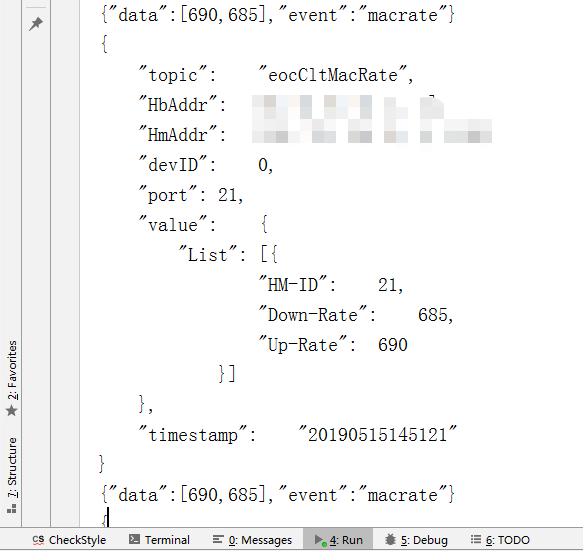 {"data":[690,685],"event":"macrate"}
{
"topic": "eocCltMacRate",
"HbAddr":
"HmAddr":
"devID": 0,
"port": 21,
"value": {
"List": [{
"HM-ID": 21,
"Down-Rate": 685,
"Up-Rate": 690
}]
},
"timestamp": "20190515145121"
}
{"data":[690,685],"event":"macrate"}
{
2: Favorites
7: Structure
CS CheckStyle Terminal 0: Messages 4: Run 5: Debug 6: TODO